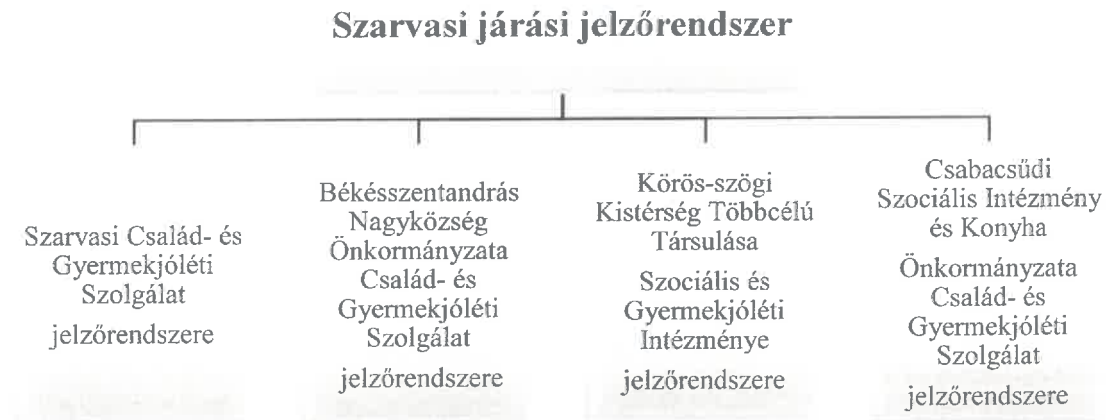 Szarvasi járási jelzőrendszer
Szarvasi Család- és
Gyermekjóléti
Szolgálat
jelzőrendszere
Békésszentandrás
Nagyközség
Önkormányzata
Család- és
Gyermekjóléti
Szolgálat
jelzőrendszere
Körös-szögi
Kistérség Többcélú
Társulása
Szociális és
Gyermekjóléti
Intézménye
jelzőrendszere
Csabacsűdi
Szociális Intézmény
és Konyha
Önkormányzata
Család- és
Gyermekjóléti
Szolgálat
jelzőrendszere